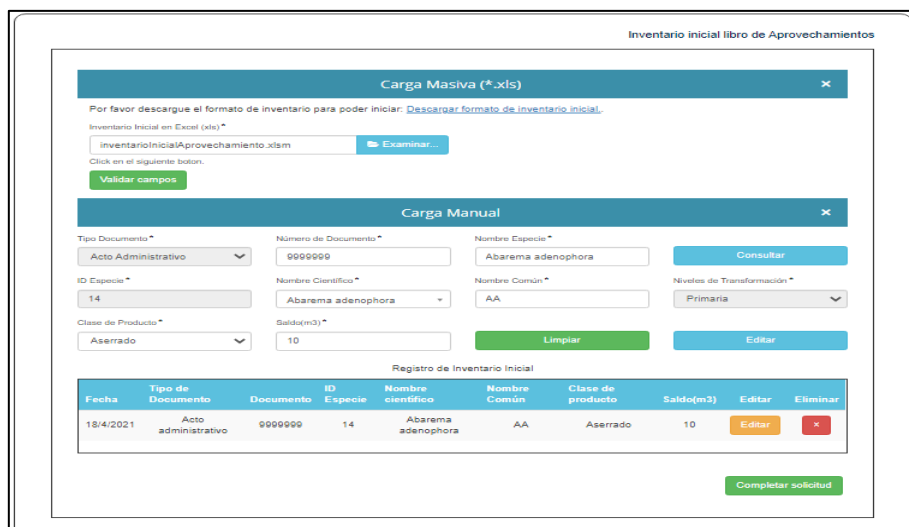 Inventario inicial libro de Aprovechamientos
Carga Masiva (*.xls) ×
Por favor descargue el formato de inventario para poder iniciar: Descargar formato de inventario inicial..
Inventario Inicial en Excel (xls) *
inventarioInicialAprovechamiento.xlsm Examinar...
Click en el siguiente boton.
Validar campos
Carga Manual ×
Tipo Documento * Número de Documento * Nombre Especie *
Acto Administrativo 9999999 Abarema adenophora Consultar
ID Especie * Nombre Científico * Nombre Común * Niveles de Transformación *
14 Abarema adenophora AA Primaria
Clase de Producto * Saldo(m3) *
Aserrado 10 Limpiar Editar
Registro de Inventario Inicial
Fecha Tipo de Documento Documento ID Especie Nombre científico Nombre Común Clase de producto Saldo(m3) Editar Eliminar
18/4/2021 Acto administrativo 9999999 14 Abarema adenophora AA Aserrado 10 Editar ×
Completar solicitud